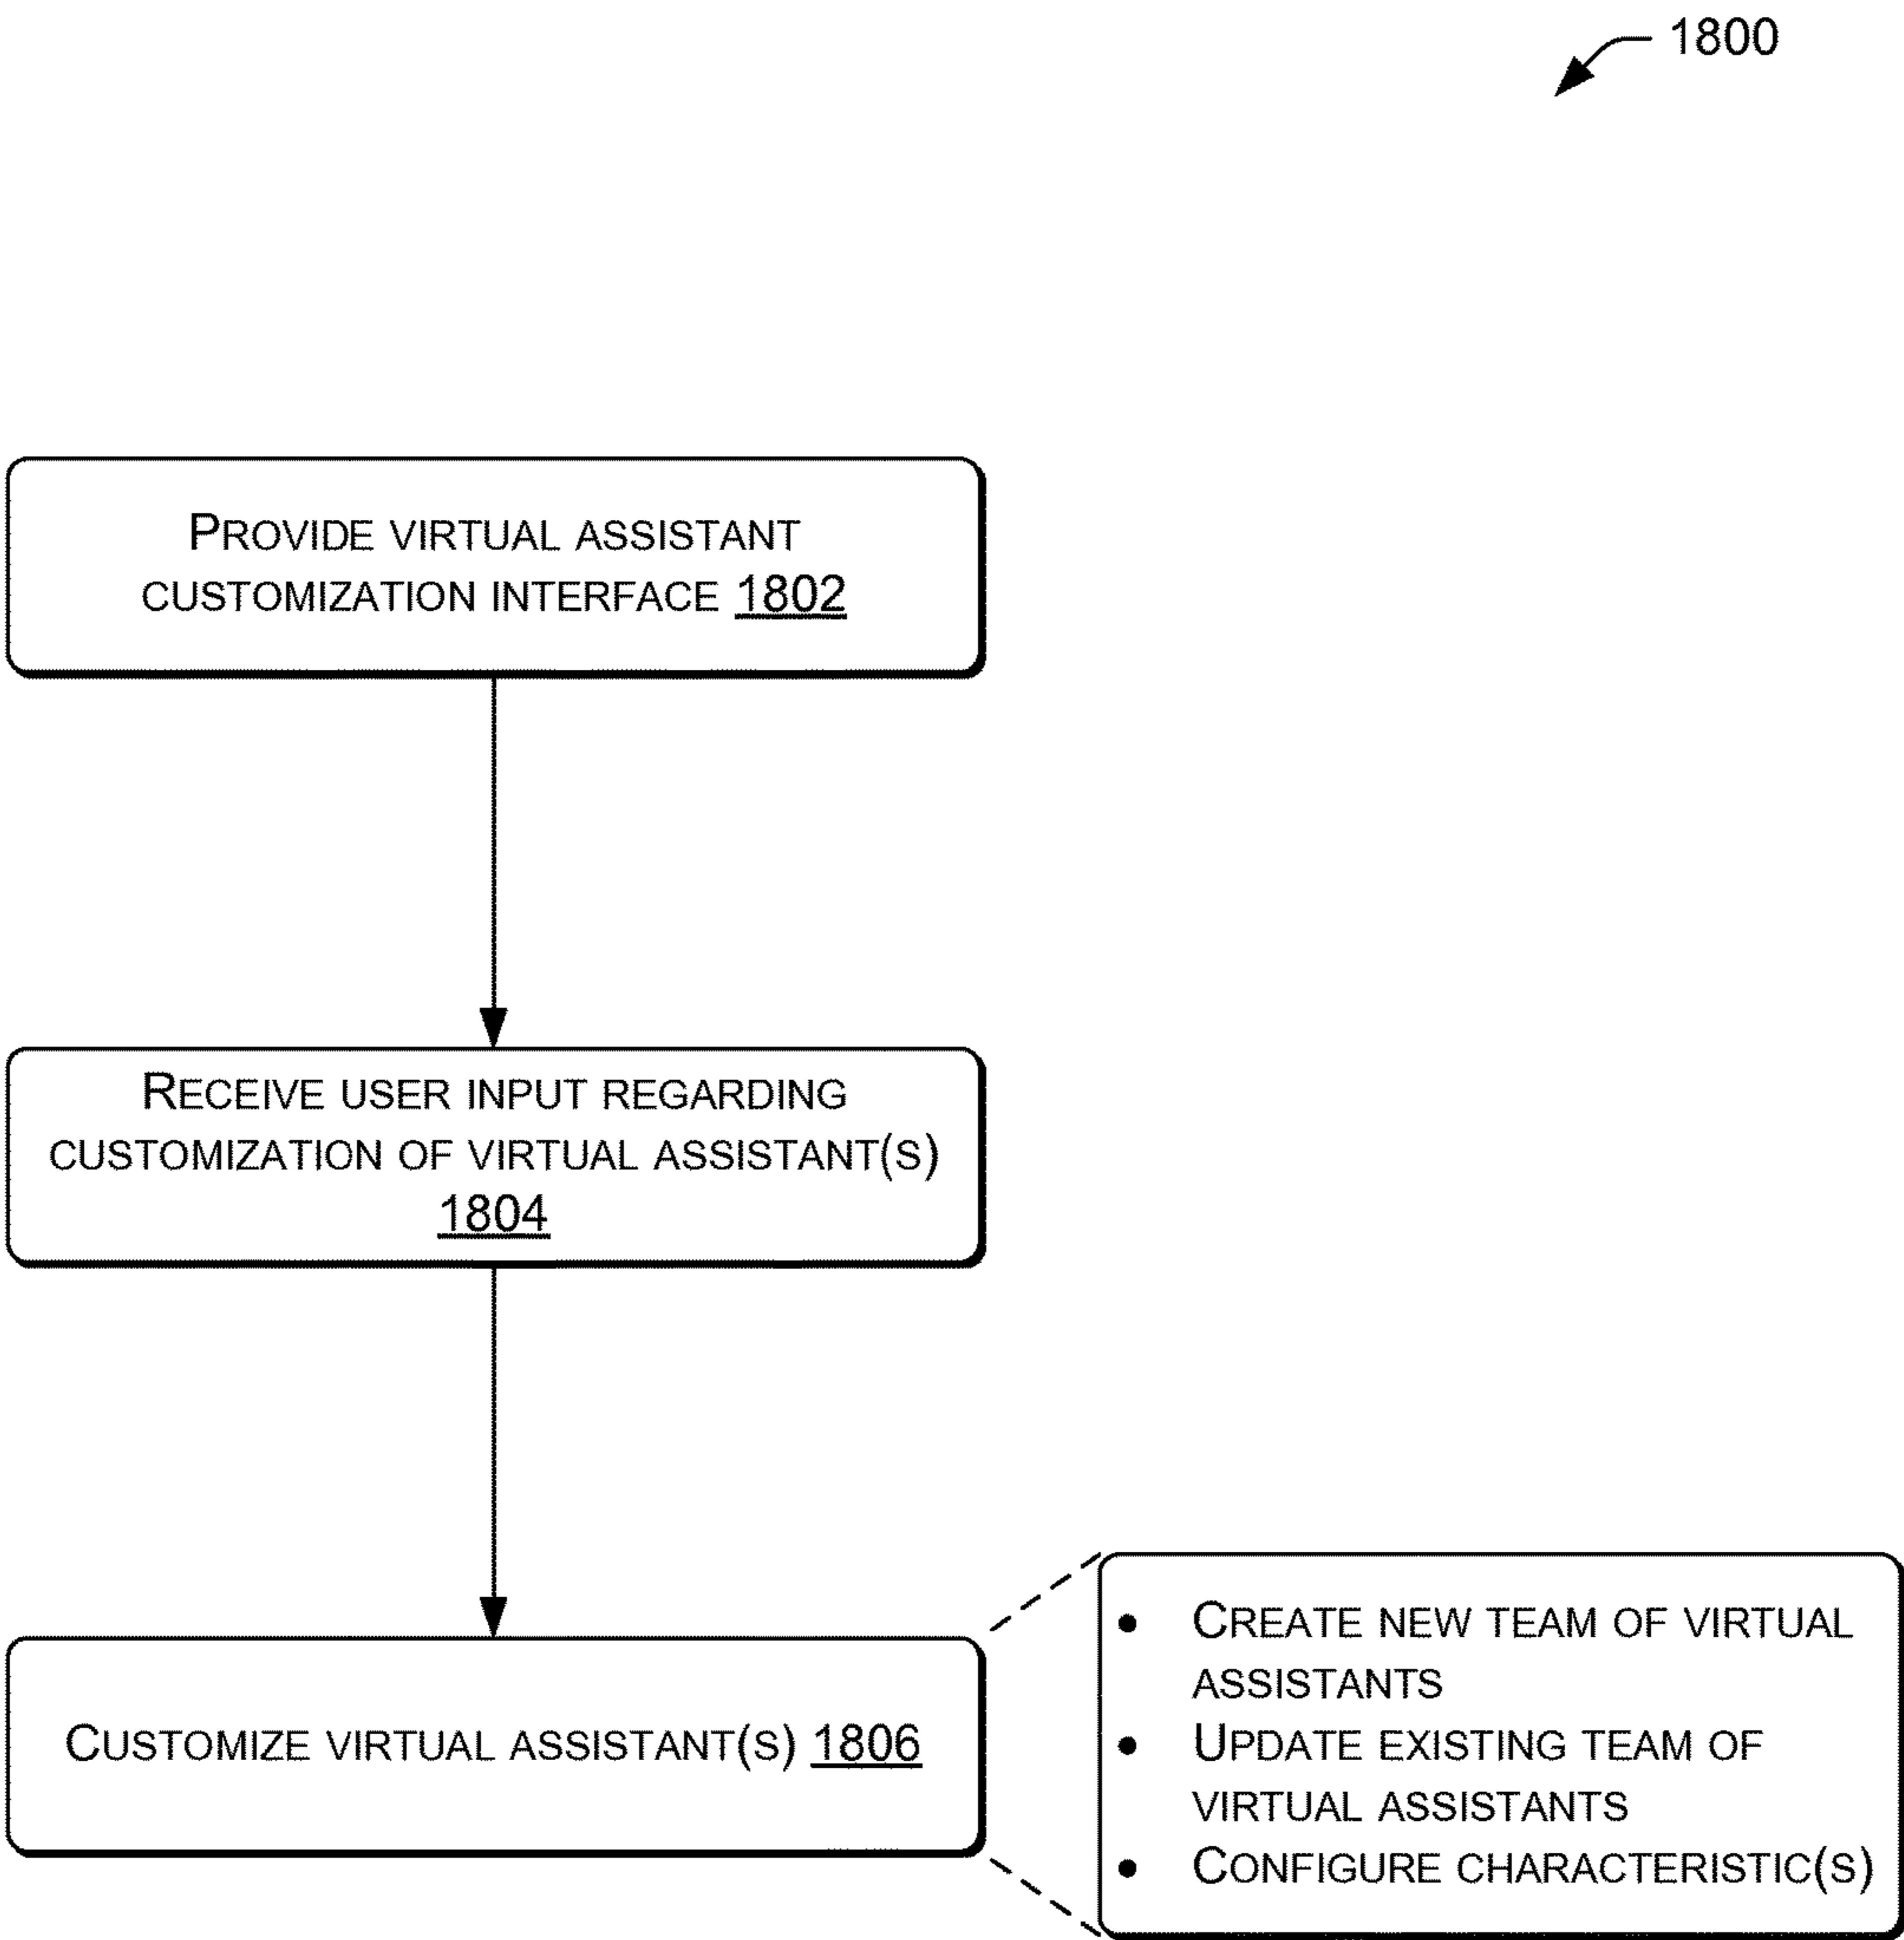 1800
PROVIDE VIRTUAL ASSISTANT
CUSTOMIZATION INTERFACE 1802
RECEIVE USER INPUT REGARDING
CUSTOMIZATION OF VIRTUAL ASSISTANT(S)
1804
CUSTOMIZE VIRTUAL ASSISTANT(S) 1806
• CREATE NEW TEAM OF VIRTUAL
ASSISTANTS
• UPDATE EXISTING TEAM OF
VIRTUAL ASSISTANTS
• CONFIGURE CHARACTERISTIC(S)